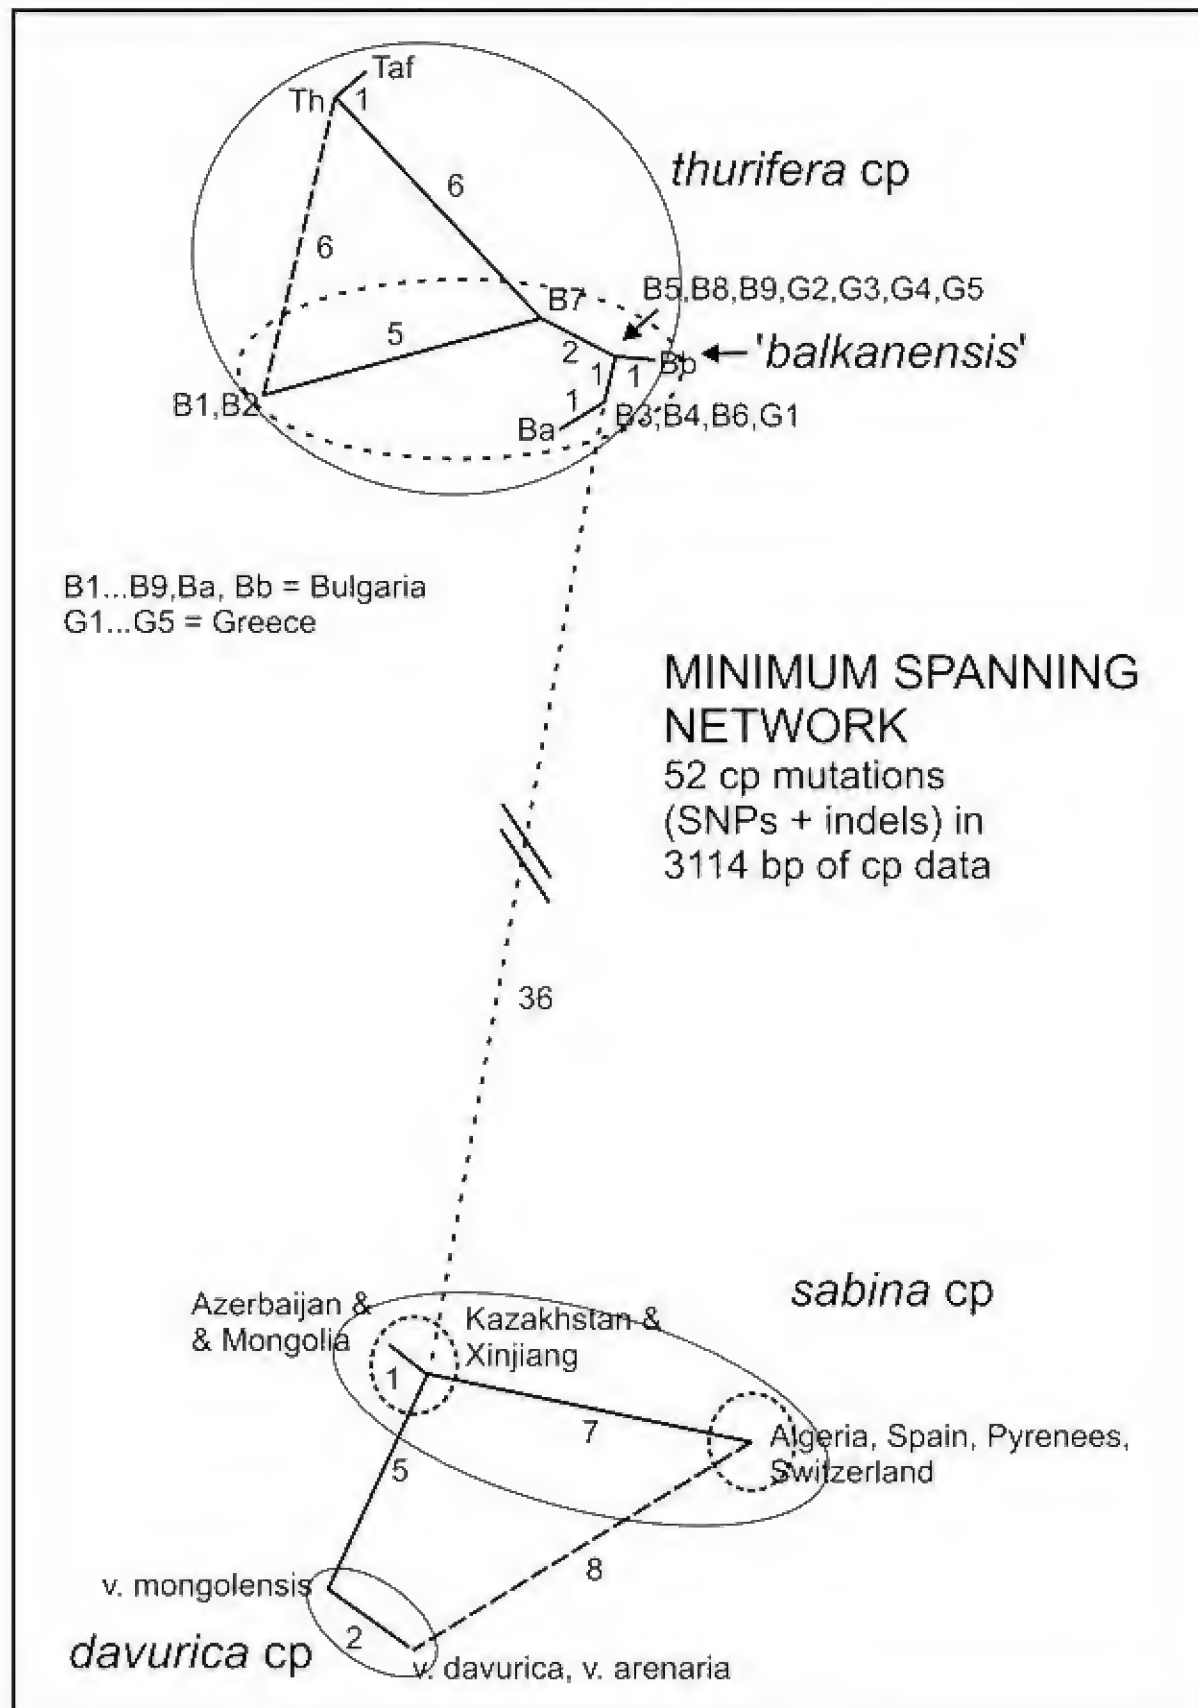 Taf
Th
1
thurifera cp
6
6
B5,B8,B9,G2,G3,G4,G5
B7
5
2
Bb
'balkanensis'
1
1
1
B1,B2
B3,B4,B6,G1
Ba
B1...B9,Ba, Bb = Bulgaria
G1...G5 = Greece
MINIMUM SPANNING
NETWORK
52 cp mutations
(SNPs + indels) in
3114 bp of cp data
36
sabina cp
Azerbaijan &
& Mongolia
Kazakhstan &
Xinjiang
1
7
Algeria, Spain, Pyrenees,
Switzerland
5
8
v. mongolensis
2
davurica cp
v. davurica, v. arenaria